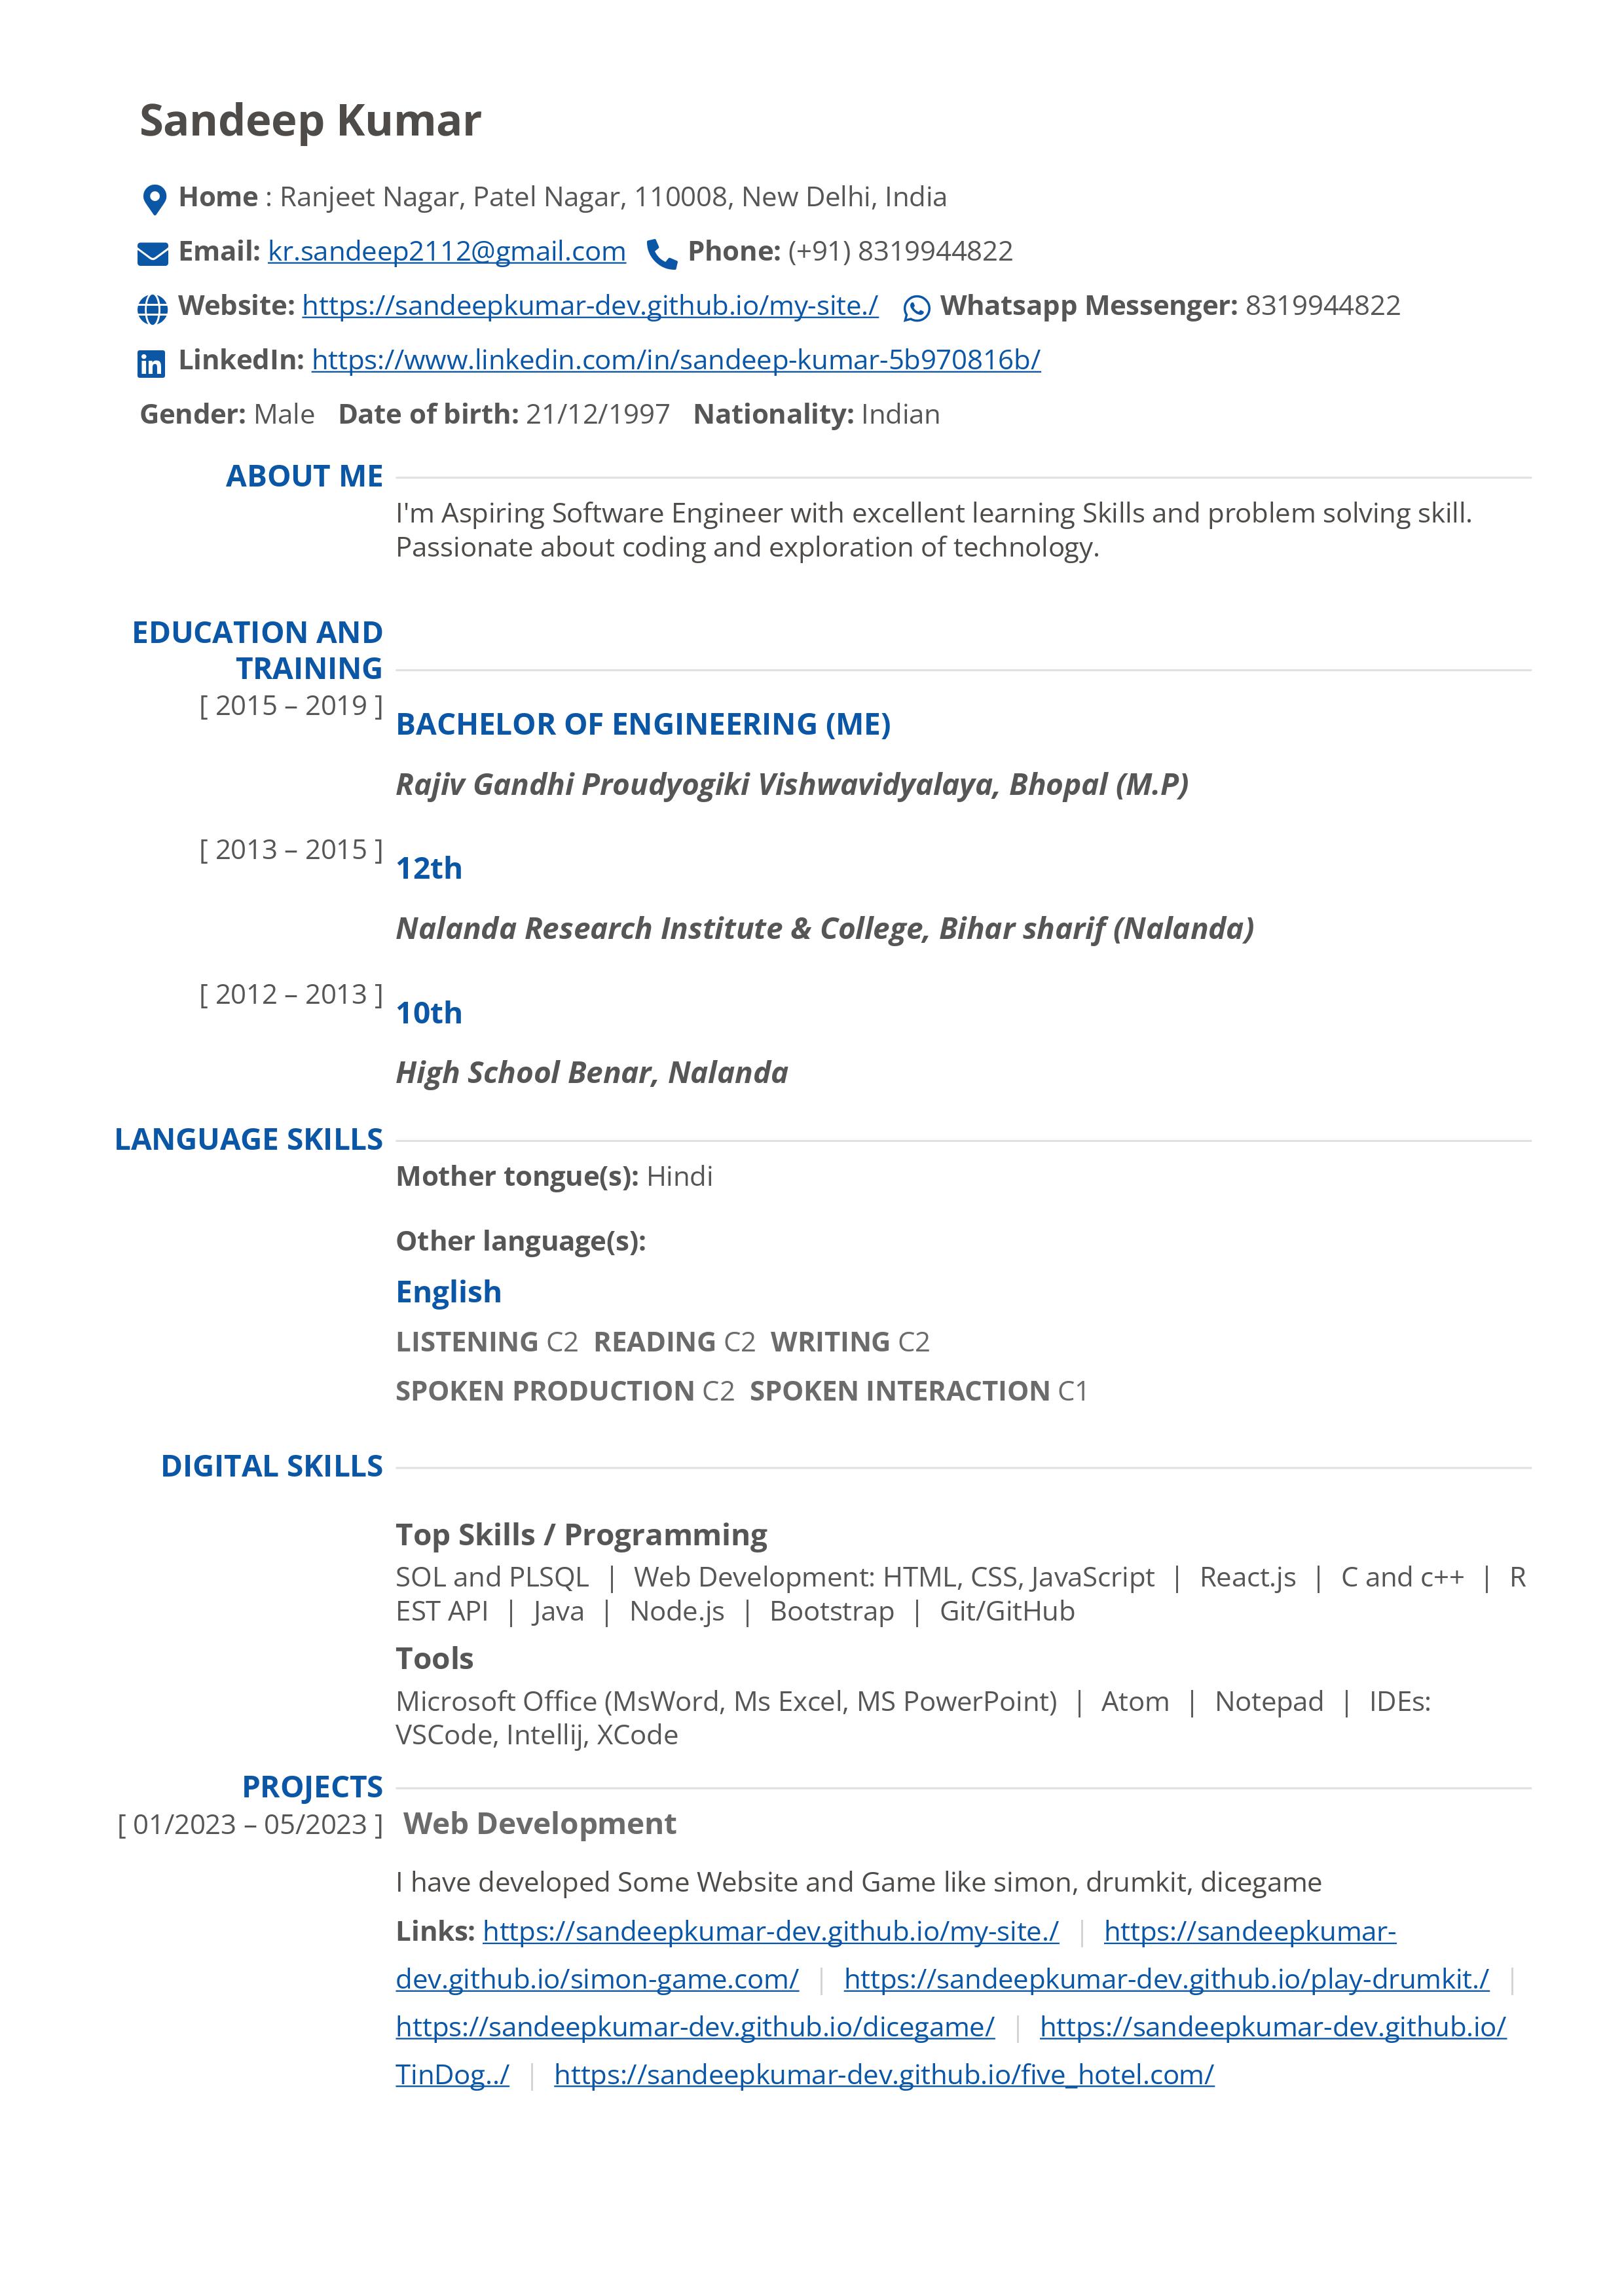 Sandeep Kumar
Home : Ranjeet Nagar, Patel Nagar, 110008, New Delhi, India
Email: kr.sandeep2112@gmail.com Phone: (+91) 8319944822
Website: https://sandeepkumar-dev.github.io/my-site./ Whatsapp Messenger: 8319944822
LinkedIn: https://www.linkedin.com/in/sandeep-kumar-5b970816b/
Gender: Male Date of birth: 21/12/1997 Nationality: Indian
ABOUT ME
I'm Aspiring Software Engineer with excellent learning Skills and problem solving skill.
Passionate about coding and exploration of technology.
EDUCATION AND
TRAINING
[ 2015 – 2019 ]
BACHELOR OF ENGINEERING (ME)
Rajiv Gandhi Proudyogiki Vishwavidyalaya, Bhopal (M.P)
[ 2013 – 2015 ]
12th
Nalanda Research Institute & College, Bihar sharif (Nalanda)
[ 2012 – 2013 ]
10th
High School Benar, Nalanda
LANGUAGE SKILLS
Mother tongue(s): Hindi
Other language(s):
English
LISTENING C2 READING C2 WRITING C2
SPOKEN PRODUCTION C2 SPOKEN INTERACTION C1
DIGITAL SKILLS
Top Skills / Programming
SOL and PLSQL | Web Development: HTML, CSS, JavaScript | React.js | C and c++ | R
EST API | Java | Node.js | Bootstrap | Git/GitHub
Tools
Microsoft Office (MsWord, Ms Excel, MS PowerPoint) | Atom | Notepad | IDEs:
VSCode, Intellij, XCode
PROJECTS
[ 01/2023 – 05/2023 ] Web Development
I have developed Some Website and Game like simon, drumkit, dicegame
Links: https://sandeepkumar-dev.github.io/my-site./ | https://sandeepkumar-
dev.github.io/simon-game.com/ | https://sandeepkumar-dev.github.io/play-drumkit./ |
https://sandeepkumar-dev.github.io/dicegame/ | https://sandeepkumar-dev.github.io/
TinDog../ | https://sandeepkumar-dev.github.io/five_hotel.com/